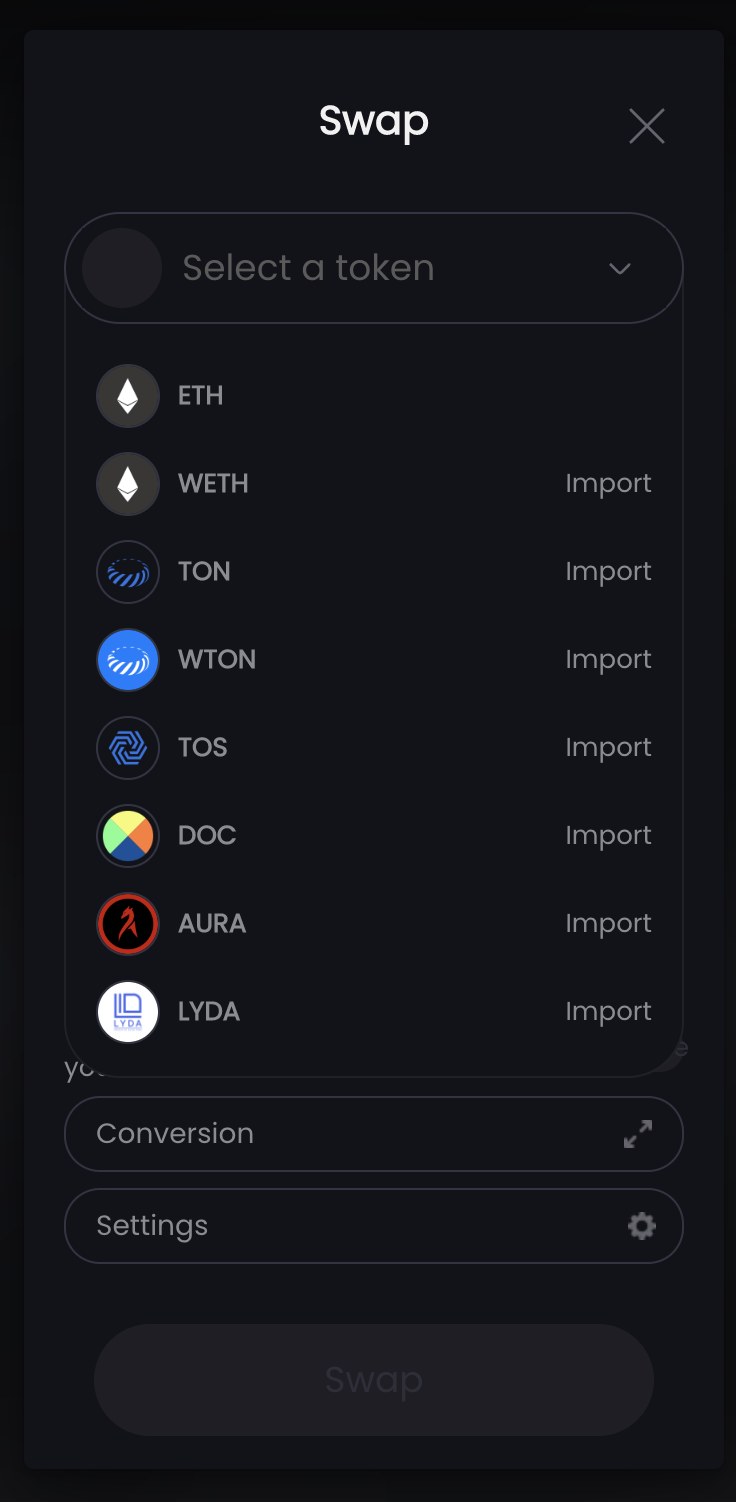 Swap
Select a token
ETH
WETH Import
TON Import
WTON Import
TOS Import
DOC Import
AURA Import
LYDA Import
LYDA
Conversion
Settings
Swap